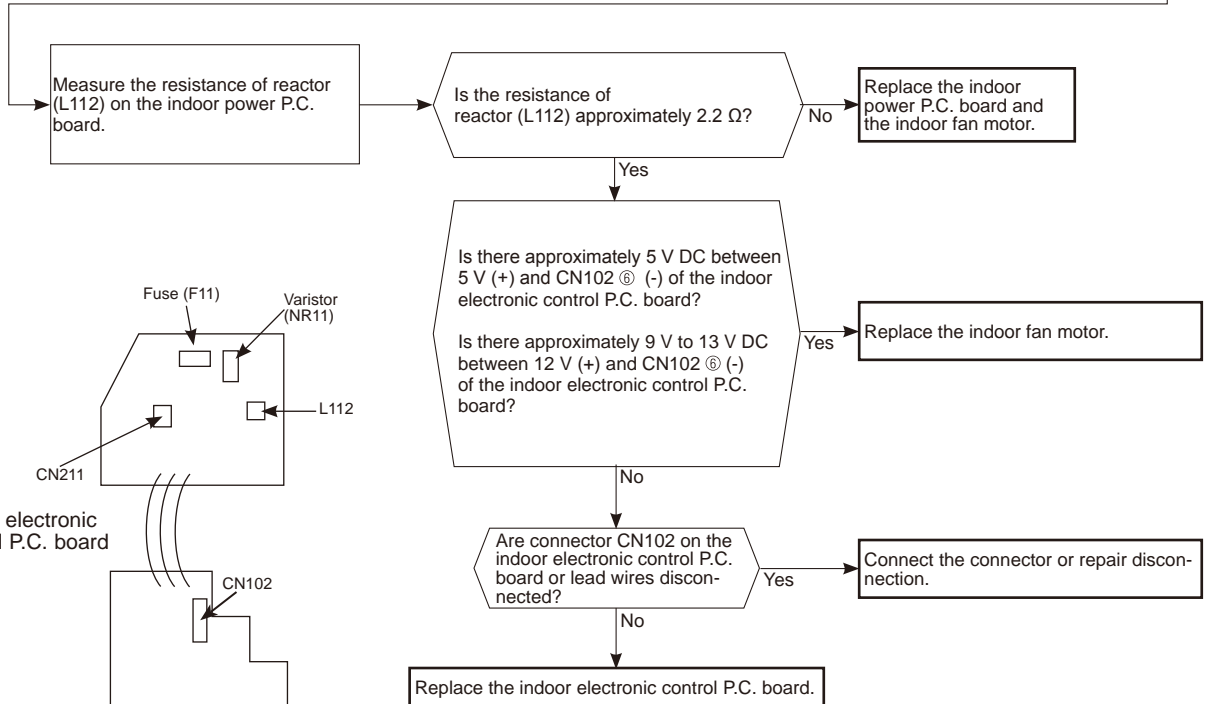 Measure the resistance of reactor
(L112) on the indoor power P.C.
board.
Is the resistance of
reactor (L112) approximately 2.2 Ω?
No
Replace the indoor
power P.C. board and
the indoor fan motor.
Yes
Is there approximately 5 V DC between
5 V (+) and CN102 ⑥ (-) of the indoor
electronic control P.C. board?
Is there approximately 9 V to 13 V DC
between 12 V (+) and CN102 ⑥ (-)
of the indoor electronic control P.C.
board?
Yes
Replace the indoor fan motor.
No
Are connector CN102 on the
indoor electronic control P.C.
board or lead wires discon-
nected?
Yes
Connect the connector or repair discon-
nection.
No
Replace the indoor electronic control P.C. board.
Fuse (F11)
Varistor
(NR11)
L112
CN211
electronic
P.C. board
CN102